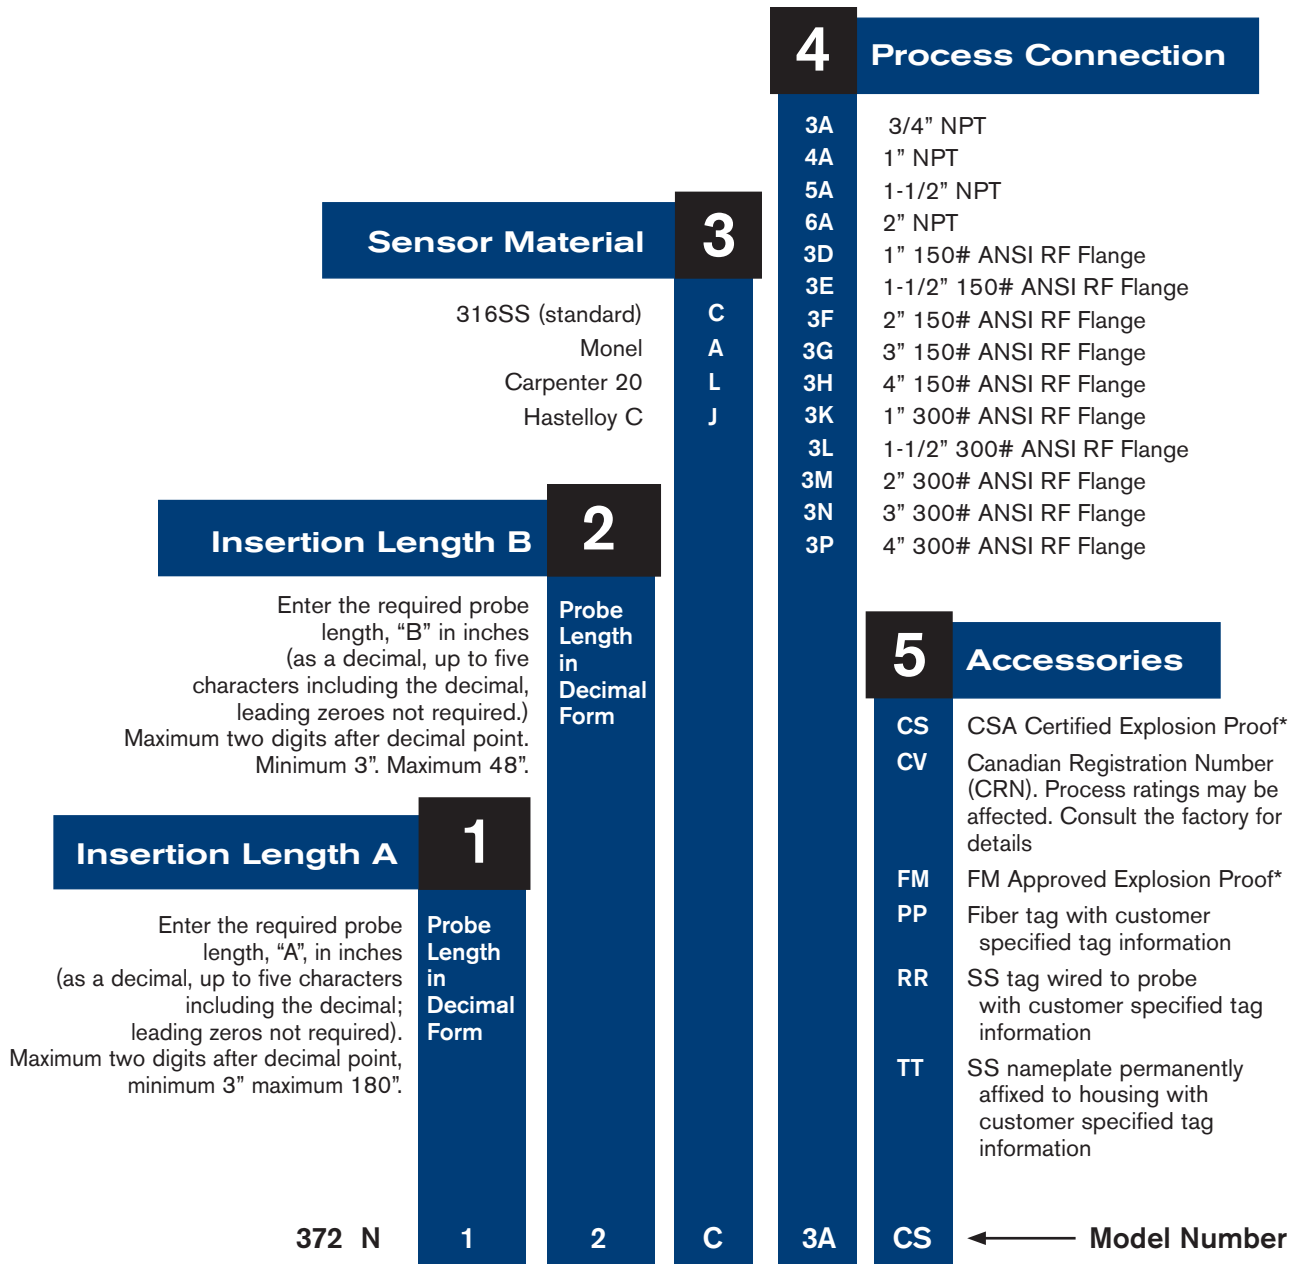 4 Process Connection
3A 3/4” NPT
4A 1” NPT
5A 1-1/2” NPT
6A 2” NPT
3D 1” 150# ANSI RF Flange
3E 1-1/2” 150# ANSI RF Flange
3F 2” 150# ANSI RF Flange
3G 3” 150# ANSI RF Flange
3H 4” 150# ANSI RF Flange
3K 1” 300# ANSI RF Flange
3L 1-1/2” 300# ANSI RF Flange
3M 2” 300# ANSI RF Flange
3N 3” 300# ANSI RF Flange
3P 4” 300# ANSI RF Flange
Sensor Material 3
316SS (standard) C
Monel A
Carpenter 20 L
Hastelloy C J
Insertion Length B 2
Enter the required probe
length, “B” in inches
(as a decimal, up to five
characters including the decimal,
leading zeroes not required.)
Maximum two digits after decimal point.
Minimum 3”. Maximum 48”.
Probe
Length
in
Decimal
Form
5 Accessories
CS CSA Certified Explosion Proof*
CV Canadian Registration Number
(CRN). Process ratings may be
affected. Consult the factory for
details
FM FM Approved Explosion Proof*
PP Fiber tag with customer
specified tag information
RR SS tag wired to probe
with customer specified tag
information
TT SS nameplate permanently
affixed to housing with
customer specified tag
information
Insertion Length A 1
Enter the required probe
length, “A”, in inches
(as a decimal, up to five characters
including the decimal;
leading zeros not required).
Maximum two digits after decimal point,
minimum 3” maximum 180”.
Probe
Length
in
Decimal
Form
372 N 1 2 C 3A CS Model Number